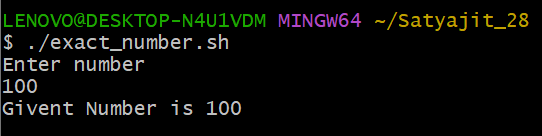 LENOVO@DESKTOP-N4U1VDM MINGW64 ~/Satyajit_28
$ ./exact_number.sh
Enter number
100
Givent Number is 100